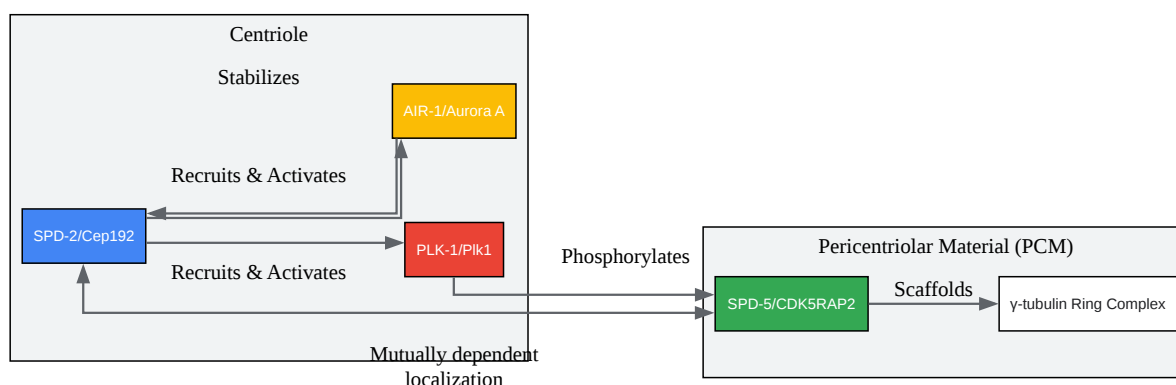 Centriole
Stabilizes
AIR-1/Aurora A
Recruits & Activates
SPD-2/Cep192
PLK-1/Plk1
Recruits & Activates
Phosphorylates
Pericentriolar Material (PCM)
SPD-5/CDK5RAP2
Scaffolds
γ-tubulin Ring Complex
Mutually dependent
localization